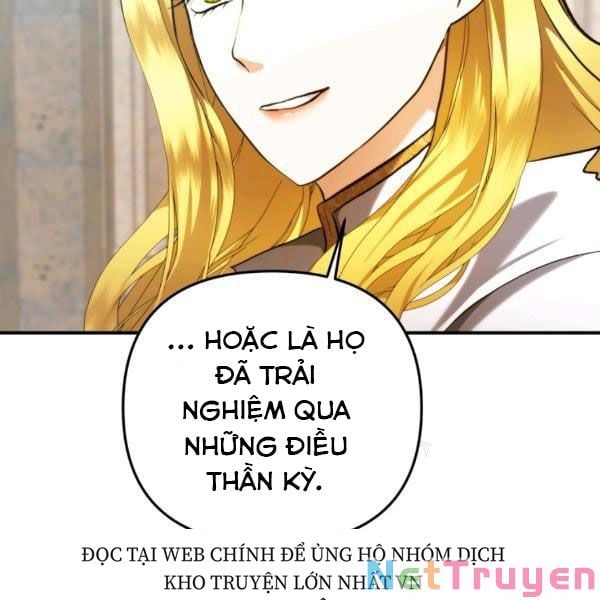 ... HOẶC LÀ HỌ
ĐÃ TRẢI
NGHIỆM QUA
NHỮNG ĐIỀU
THẦN KỲ.
ĐỌC TẠI WEB CHÍNH ĐỂ ỦNG HỘ NHÓM DỊCH
KHO TRUYỆN LỚN NHẤT VN
NetTruyen